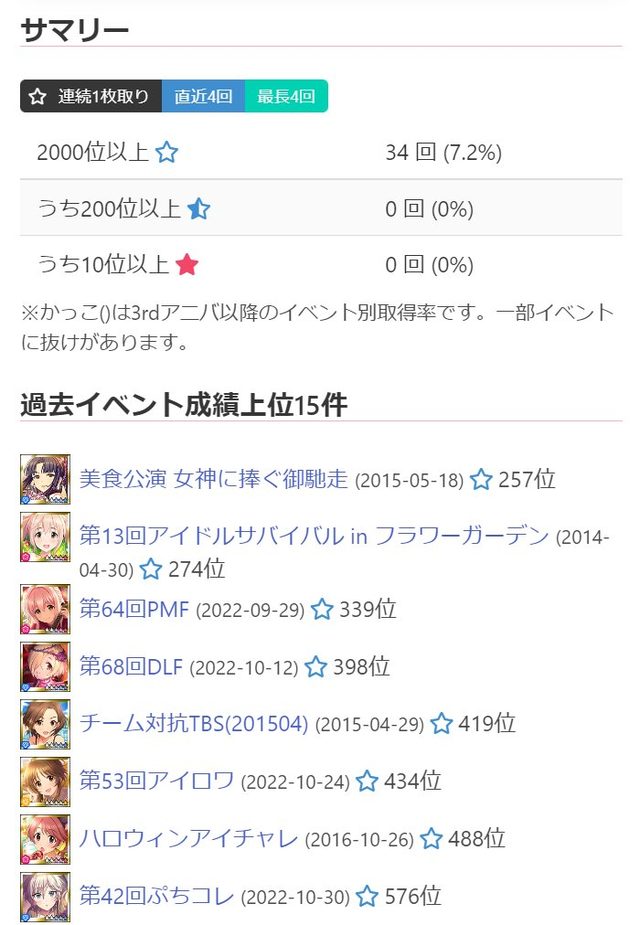 サマリー
連続1枚取り 直近4回 最長4回
2000位以上 34 回 (7.2%)
うち200位以上 0 回 (0%)
うち10位以上 0 回 (0%)
※かっこ()は3rdアニバ以降のイベント別取得率です。一部イベント
に抜けがあります。
過去イベント成績上位15件
美食公演 女神に捧ぐ御馳走 (2015-05-18) 257位
第13回アイドルサバイバル in フラワーガーデン (2014-
04-30) 274位
第64回PMF (2022-09-29) 339位
第68回DLF (2022-10-12) 398位
チーム対抗TBS(201504) (2015-04-29) 419位
第53回アイロワ (2022-10-24) 434位
ハロウィンアイチャレ (2016-10-26) 488位
第42回ぷちコレ (2022-10-30) 576位